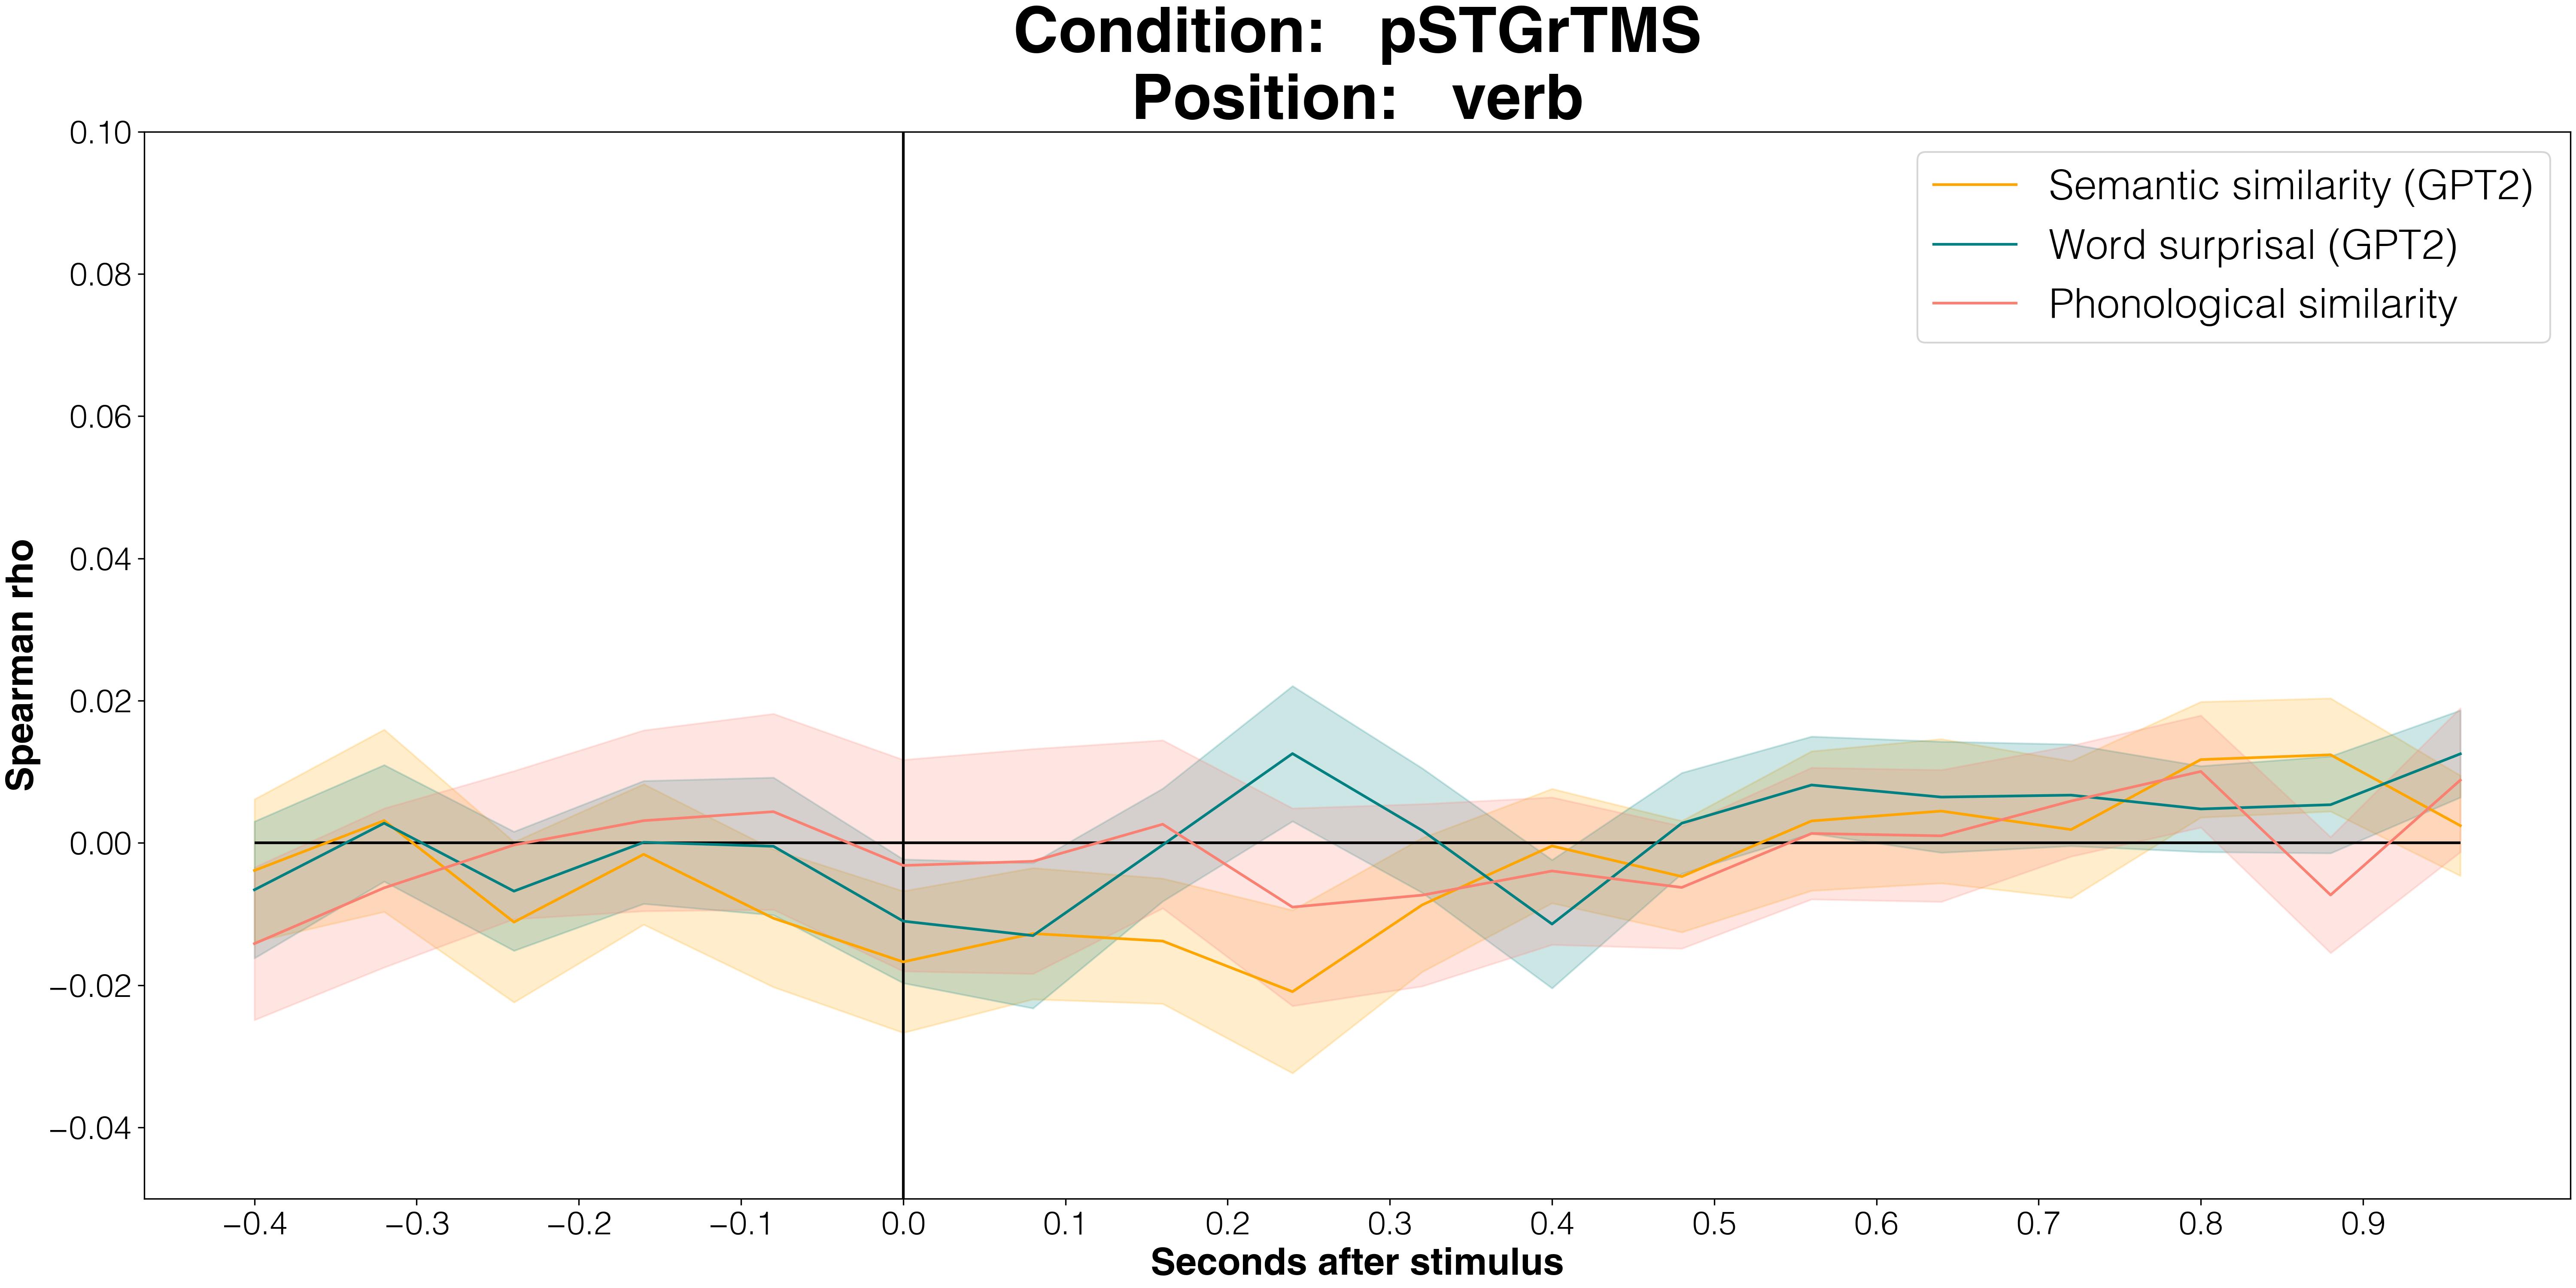 Condition: pSTGrTMS
Position: verb
0.10
0.08
0.06
0.04
0.02
0.00
−0.02
−0.04
Spearman rho
Semantic similarity (GPT2)
Word surprisal (GPT2)
Phonological similarity
−0.4 −0.3 −0.2 −0.1 0.0 0.1 0.2 0.3 0.4 0.5 0.6 0.7 0.8 0.9
Seconds after stimulus